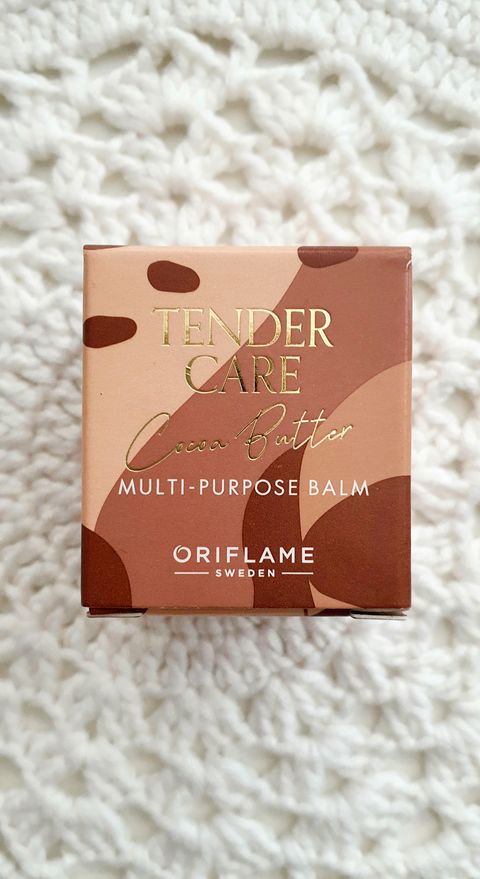 TENDER
CARE
Cocoa Butter
MULTI-PURPOSE BALM
ORIFLAME
SWEDEN